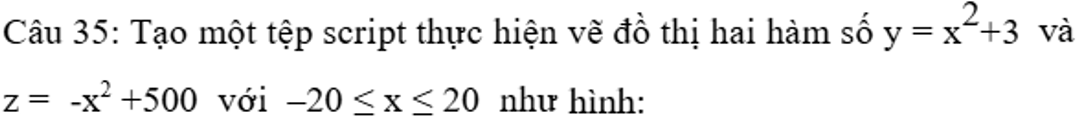 Câu 35: Tạo một tệp script thực hiện vẽ đồ thị hai hàm số y = x²+3 và
z = -x² +500 với –20 ≤ x ≤ 20 như hình: